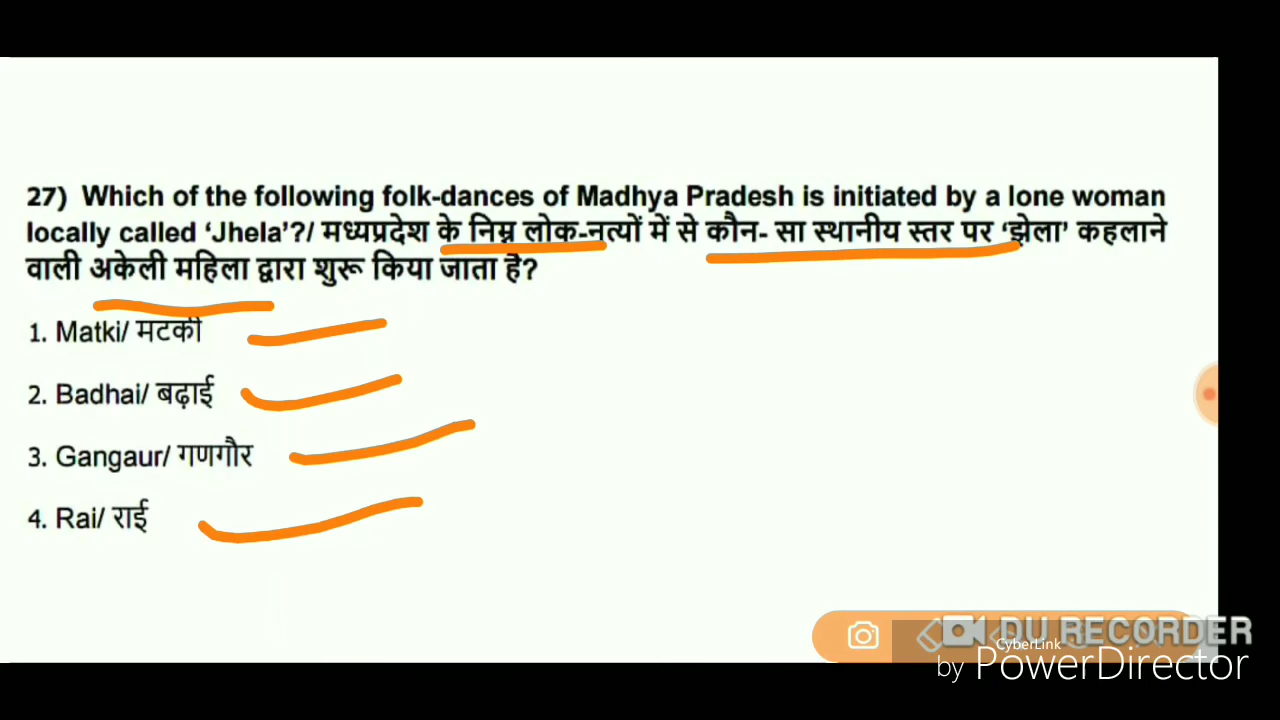 27) Which of the following folk-dances of Madhya Pradesh is initiated by a lone woman
locally called ‘Jhela’?/ मध्यप्रदेश के निम्न लोक-नत्यों में से कौन- सा स्थानीय स्तर पर ‘झेला’ कहलाने
वाली अकेली महिला द्वारा शुरू किया जाता है?
1. Matki/ मटकी
2. Badhai/ बढ़ाई
3. Gangaur/ गणगौर
4. Rai/ राई
DU RECORDER
CyberLink
by PowerDirector